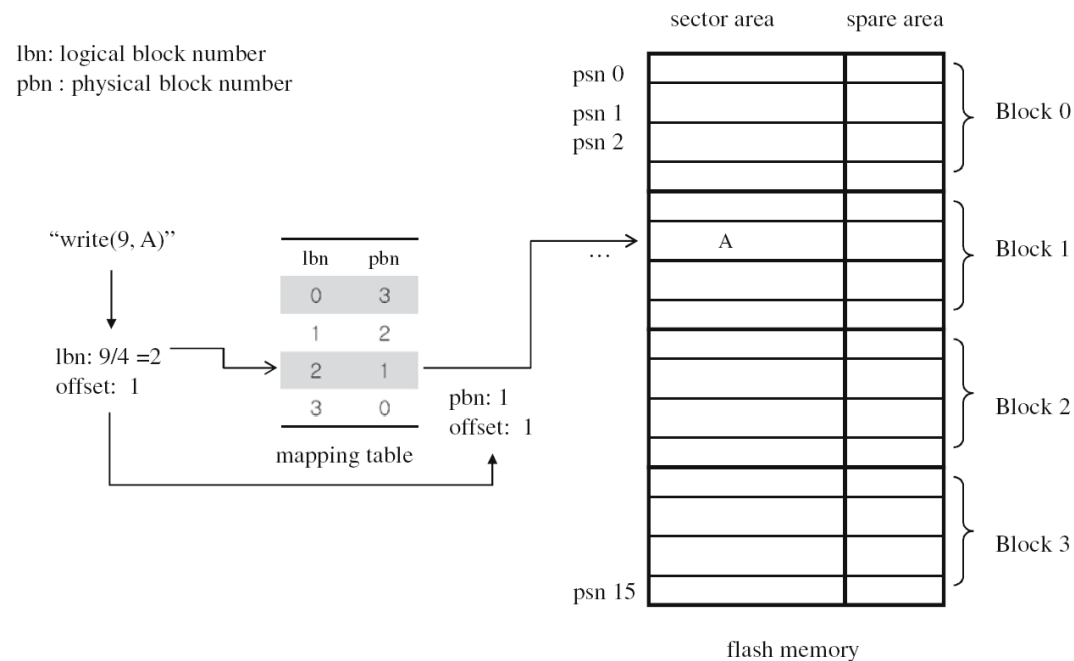 sector area spare area
lbn: logical block number
pbn : physical block number
psn 0
psn 1
psn 2
Block 0
“write(9, A)”
lbn: 9/4 =2
offset: 1
lbn pbn
0 3
1 2
2 1
3 0
mapping table
pbn: 1
offset: 1
...
A
Block 1
Block 2
Block 3
psn 15
flash memory